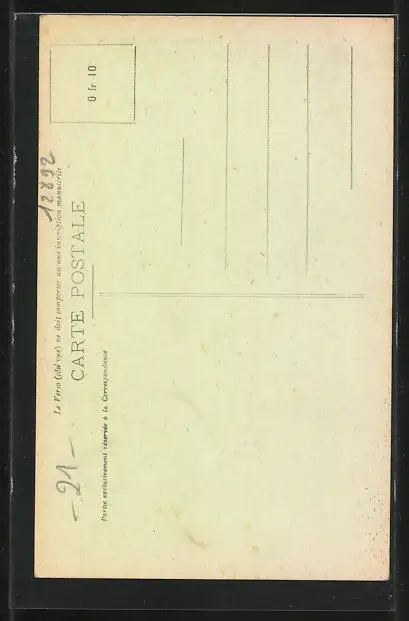 Le Verso (côté vue) ne doit comporter aucune inscription manuscrite
12892
0 fr 10
CARTE POSTALE
- 21 -
Partie exclusivement réservée à la Correspondance